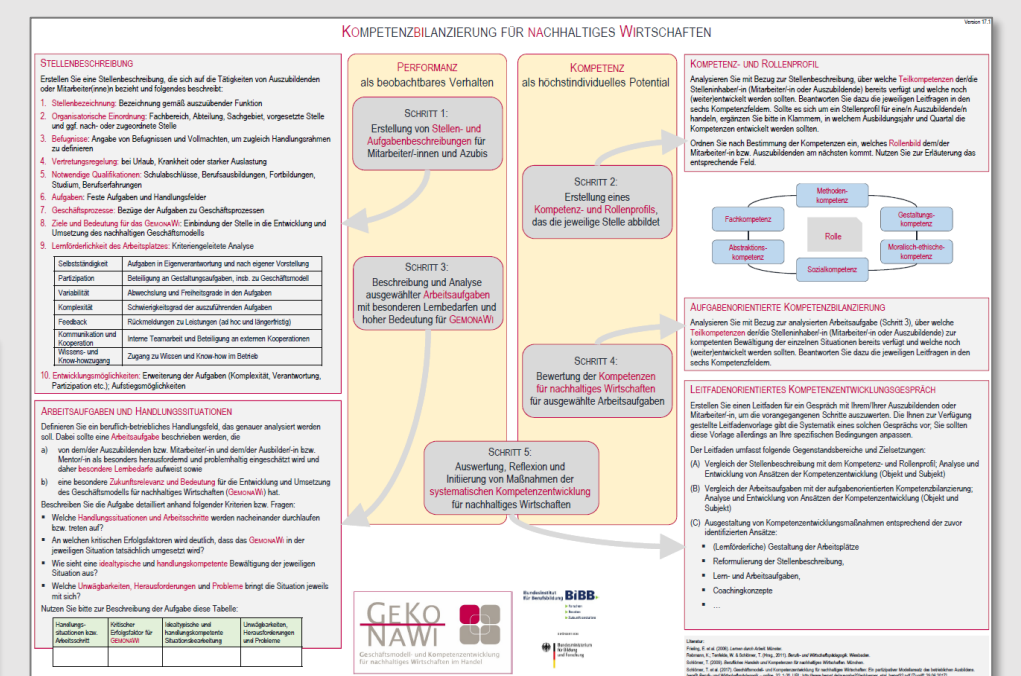 Version 17.1
KOMPETENZBILANZIERUNG FÜR NACHHALTIGES WIRTSCHAFTEN
STELLENBESCHREIBUNG
Erstellen Sie eine Stellenbeschreibung, die sich auf die Tätigkeiten von Auszubildenden
oder Mitarbeiter(inne)n bezieht und folgendes beschreibt:
1. Stellenbezeichnung: Bezeichnung gemäß auszuübender Funktion
2. Organisatorische Einordnung: Fachbereich, Abteilung, Sachgebiet, vorgesetzte Stelle
und ggf. nach- oder zugeordnete Stelle
3. Befugnisse: Angabe von Befugnissen und Vollmachten, um zugleich Handlungsrahmen
zu definieren
4. Vertretungsregelung: bei Urlaub, Krankheit oder starker Auslastung
5. Notwendige Qualifikationen: Schulabschlüsse, Berufsausbildungen, Fortbildungen,
Studium, Berufserfahrungen
6. Aufgaben: Feste Aufgaben und Handlungsfelder
7. Geschäftsprozesse: Bezüge der Aufgaben zu Geschäftsprozessen
8. Ziele und Bedeutung für das GEMONAWI: Einbindung der Stelle in die Entwicklung und
Umsetzung des nachhaltigen Geschäftsmodells
9. Lernförderlichkeit des Arbeitsplatzes: Kriteriengeleitete Analyse
Selbstständigkeit Aufgaben in Eigenverantwortung und nach eigener Vorstellung
Partizipation Beteiligung an Gestaltungsaufgaben, insb. zu Geschäftsmodell
Variabilität Abwechslung und Freiheitsgrade in den Aufgaben
Komplexität Schwierigkeitsgrad der auszuführenden Aufgaben
Feedback Rückmeldungen zu Leistungen (ad hoc und längerfristig)
Kommunikation und
Kooperation Interne Teamarbeit und Beteiligung an externen Kooperationen
Wissens- und
Know-howzugang Zugang zu Wissen und Know-how im Betrieb
10. Entwicklungsmöglichkeiten: Erweiterung der Aufgaben (Komplexität, Verantwortung,
Partizipation etc.); Aufstiegsmöglichkeiten
ARBEITSAUFGABEN UND HANDLUNGSSITUATIONEN
Definieren Sie ein beruflich-betriebliches Handlungsfeld, das genauer analysiert werden
soll. Dabei sollte eine Arbeitsaufgabe beschrieben werden, die
a) von dem/der Auszubildenden bzw. Mitarbeiter/-in und dem/der Ausbilder/-in bzw.
Mentor/-in als besonders herausfordernd und problemhaltig eingeschätzt wird und
daher besondere Lernbedarfe aufweist sowie
b) eine besondere Zukunftsrelevanz und Bedeutung für die Entwicklung und Umsetzung
des Geschäftsmodells für nachhaltiges Wirtschaften (GEMONAWI) hat.
Beschreiben Sie die Aufgabe detailliert anhand folgender Kriterien bzw. Fragen:
▪ Welche Handlungssituationen und Arbeitsschritte werden nacheinander durchlaufen
bzw. treten auf?
▪ An welchen kritischen Erfolgsfaktoren wird deutlich, dass das GEMONAWI in der
jeweiligen Situation tatsächlich umgesetzt wird?
▪ Wie sieht eine idealtypische und handlungskompetente Bewältigung der jeweiligen
Situation aus?
▪ Welche Unwägbarkeiten, Herausforderungen und Probleme bringt die Situation jeweils
mit sich?
Nutzen Sie bitte zur Beschreibung der Aufgabe diese Tabelle:
Handlungs-
situationen bzw.
Arbeitsschritt
Kritischer
Erfolgsfaktor für
GEMONAWI
Idealtypische und
handlungskompetente
Situationsbearbeitung
Unwägbarkeiten,
Herausforderungen
und Probleme
PERFORMANZ
als beobachtbares Verhalten
SCHRITT 1:
Erstellung von Stellen- und
Aufgabenbeschreibungen für
Mitarbeiter/-innen und Azubis
SCHRITT 3:
Beschreibung und Analyse
ausgewählter Arbeitsaufgaben
mit besonderen Lernbedarfen und
hoher Bedeutung für GEMONAWI
KOMPETENZ
als höchstindividuelles Potential
SCHRITT 2:
Erstellung eines
Kompetenz- und Rollenprofils,
das die jeweilige Stelle abbildet
SCHRITT 4:
Bewertung der Kompetenzen
für nachhaltiges Wirtschaften
für ausgewählte Arbeitsaufgaben
SCHRITT 5:
Auswertung, Reflexion und
Initiierung von Maßnahmen der
systematischen Kompetenzentwicklung
für nachhaltiges Wirtschaften
GEKO
NAWI
Geschäftsmodell- und Kompetenzentwicklung
für nachhaltiges Wirtschaften im Handel
Bundesinstitut
für Berufsbildung BiBB
Bundesministerium
für Bildung
und Forschung
KOMPETENZ- UND ROLLENPROFIL
Analysieren Sie mit Bezug zur Stellenbeschreibung, über welche Teilkompetenzen der/die
Stelleninhaber/-in (Mitarbeiter/-in oder Auszubildende) bereits verfügt und welche noch
(weiter)entwickelt werden sollten. Beantworten Sie dazu die jeweiligen Leitfragen in den
sechs Kompetenzfeldern. Sollte es sich um ein Stellenprofil für eine/n Auszubildende/n
handeln, ergänzen Sie bitte in Klammern, in welchem Ausbildungsjahr und Quartal die
Kompetenzen entwickelt werden sollten.
Ordnen Sie nach Bestimmung der Kompetenzen ein, welches Rollenbild dem/der
Mitarbeiter/-in bzw. Auszubildenden am nächsten kommt. Nutzen Sie zur Erläuterung das
entsprechende Feld.
Methoden-
kompetenz
Fachkompetenz
Gestaltungs-
kompetenz
Rolle
Abstraktions-
kompetenz
Moralisch-ethische-
kompetenz
Sozialkompetenz
AUFGABENORIENTIERTE KOMPETENZBILANZIERUNG
Analysieren Sie mit Bezug zur analysierten Arbeitsaufgabe (Schritt 3), über welche
Teilkompetenzen der/die Stelleninhaber/-in (Mitarbeiter/-in oder Auszubildende) zur
kompetenten Bewältigung der einzelnen Situationen bereits verfügt und welche noch
(weiter)entwickelt werden sollten. Beantworten Sie dazu die jeweiligen Leitfragen in den
sechs Kompetenzfeldern.
LEITFADENORIENTIERTES KOMPETENZENTWICKLUNGSGESPRÄCH
Erstellen Sie einen Leitfaden für ein Gespräch mit Ihrem/Ihrer Auszubildenden oder
Mitarbeiter/-in, um die vorangegangenen Schritte auszuwerten. Die Ihnen zur Verfügung
gestellte Leitfadenvorlage gibt die Systematik eines solchen Gesprächs vor; Sie sollten
diese Vorlage allerdings an Ihre spezifischen Bedingungen anpassen.
Der Leitfaden umfasst folgende Gegenstandsbereiche und Zielsetzungen:
(A) Vergleich der Stellenbeschreibung mit dem Kompetenz- und Rollenprofil; Analyse und
Entwicklung von Ansätzen der Kompetenzentwicklung (Objekt und Subjekt)
(B) Vergleich der Arbeitsaufgaben mit der aufgabenorientierten Kompetenzbilanzierung;
Analyse und Entwicklung von Ansätzen der Kompetenzentwicklung (Objekt und
Subjekt)
(C) Ausgestaltung von Kompetenzentwicklungsmaßnahmen entsprechend der zuvor
identifizierten Ansätze:
▪ (Lernförderliche) Gestaltung der Arbeitsplätze
▪ Reformulierung der Stellenbeschreibung,
▪ Lern- und Arbeitsaufgaben,
▪ Coachingkonzepte
▪ ...
Literatur: